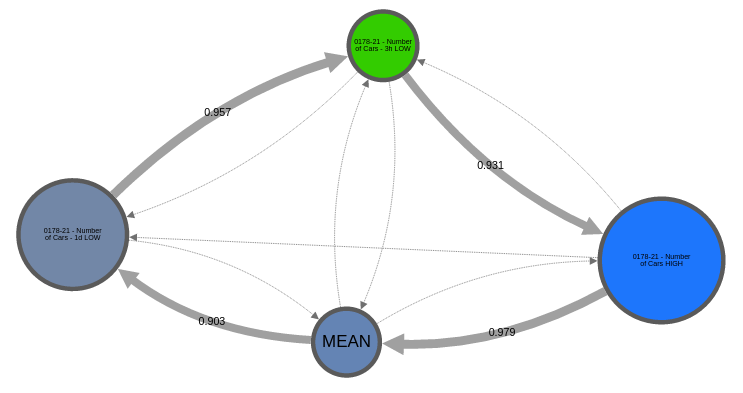 0178-21 - Number
of Cars - 3h LOW
0.957
0.931
0178-21 - Number
of Cars - 1d LOW
0178-21 - Number
of Cars HIGH
0.903
MEAN
0.979